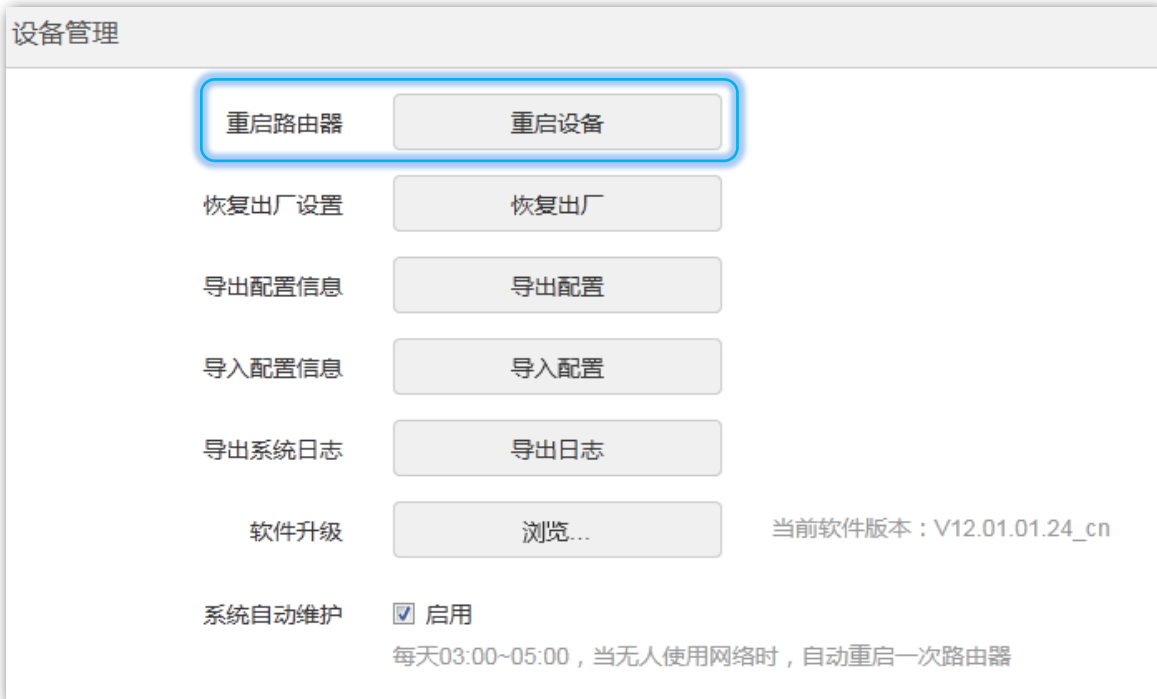 设备管理
重启路由器 重启设备
恢复出厂设置 恢复出厂
导出配置信息 导出配置
导入配置信息 导入配置
导出系统日志 导出日志
软件升级 浏览... 当前软件版本：V12.01.01.24_cn
系统自动维护 启用
每天03:00~05:00，当无人使用网络时，自动重启一次路由器